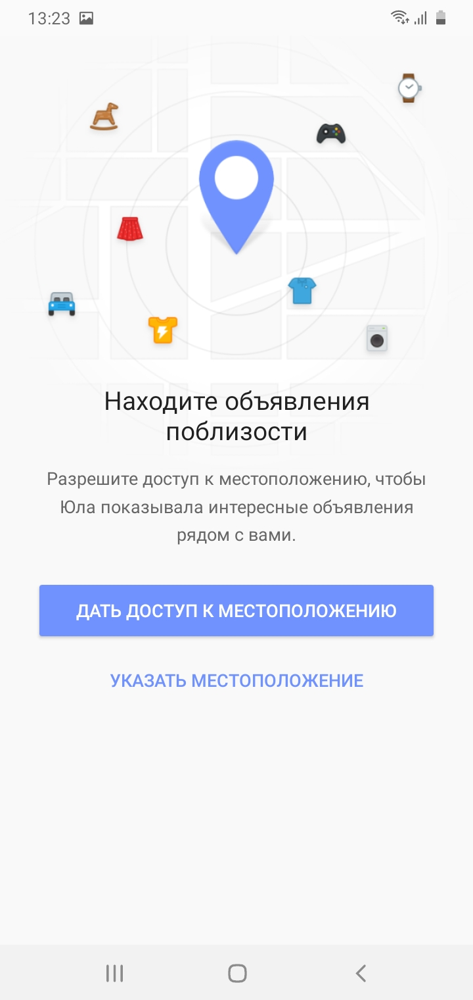 13:23
Находите объявления
поблизости
Разрешите доступ к местоположению, чтобы
Юла показывала интересные объявления
рядом с вами.
ДАТЬ ДОСТУП К МЕСТОПОЛОЖЕНИЮ
УКАЗАТЬ МЕСТОПОЛОЖЕНИЕ